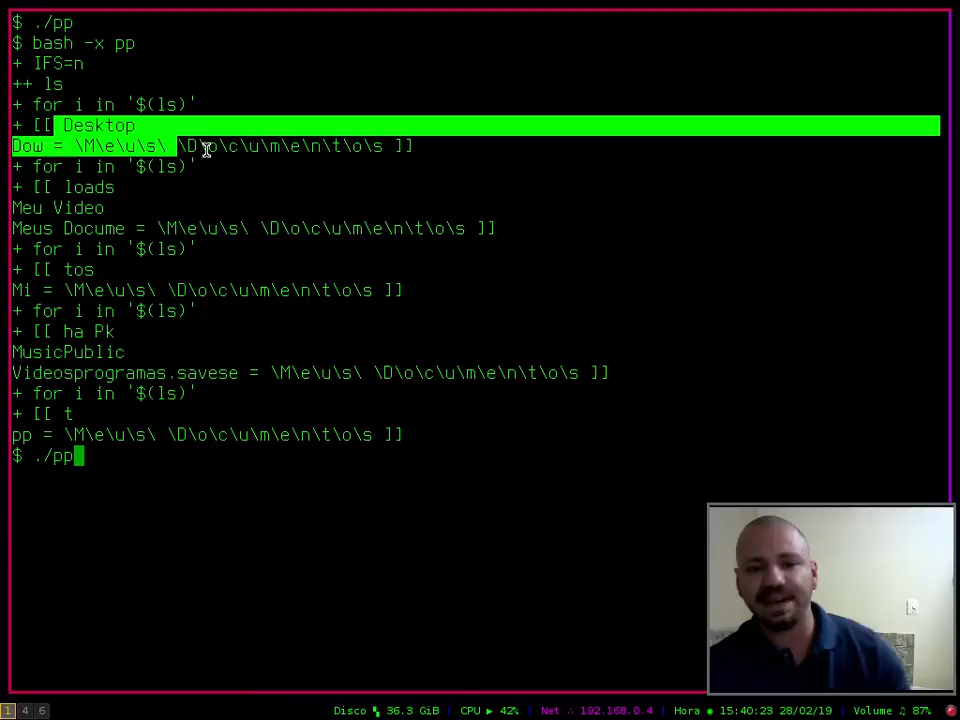 $ ./pp
$ bash -x pp
+ IFS=n
++ ls
+ for i in '$(ls)'
+ [[ Desktop
Dow = \M\e\u\s\ \D\o\c\u\m\e\n\t\o\s ]]
+ for i in '$(ls)'
+ [[ loads
Meu Video
Meus Docume = \M\e\u\s\ \D\o\c\u\m\e\n\t\o\s ]]
+ for i in '$(ls)'
+ [[ tos
Mi = \M\e\u\s\ \D\o\c\u\m\e\n\t\o\s ]]
+ for i in '$(ls)'
+ [[ ha Pk
MusicPublic
Videosprogramas.savese = \M\e\u\s\ \D\o\c\u\m\e\n\t\o\s ]]
+ for i in '$(ls)'
+ [[ t
pp = \M\e\u\s\ \D\o\c\u\m\e\n\t\o\s ]]
$ ./pp
1 4 6 Disco 36.3 GiB | CPU ▶ 42% | Net ∴ 192.168.0.4 | Hora ◉ 15:40:23 28/02/19 | Volume ♫ 87%